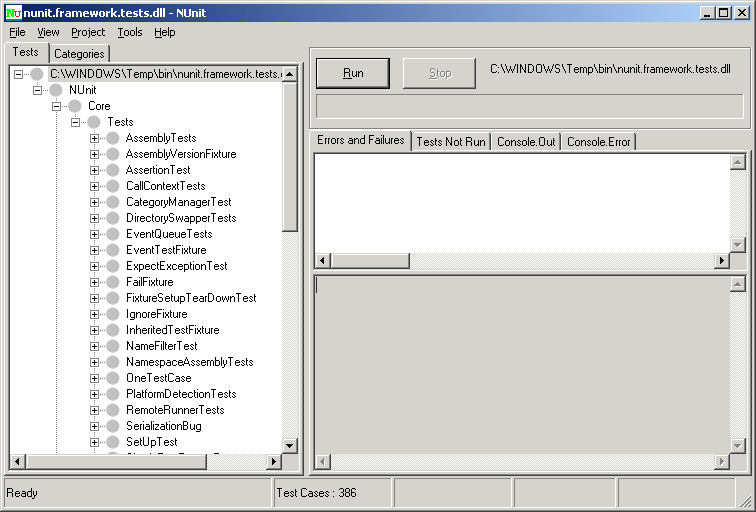 NU nunit.framework.tests.dll - NUnit
File View Project Tools Help
Tests Categories
C:\WINDOWS\Temp\bin\nunit.framework.tests.
NUnit
Core
Tests
AssemblyTests
AssemblyVersionFixture
AssertionTest
CallContextTests
CategoryManagerTest
DirectorySwapperTests
EventQueueTests
EventTestFixture
ExpectExceptionTest
FailFixture
FixtureSetupTearDownTest
IgnoreFixture
InheritedTestFixture
NameFilterTest
NamespaceAssemblyTests
OneTestCase
PlatformDetectionTests
RemoteRunnerTests
SerializationBug
SetUpTest
Run Stop C:\WINDOWS\Temp\bin\nunit.framework.tests.dll
Errors and Failures Tests Not Run Console.Out Console.Error
Ready Test Cases : 386